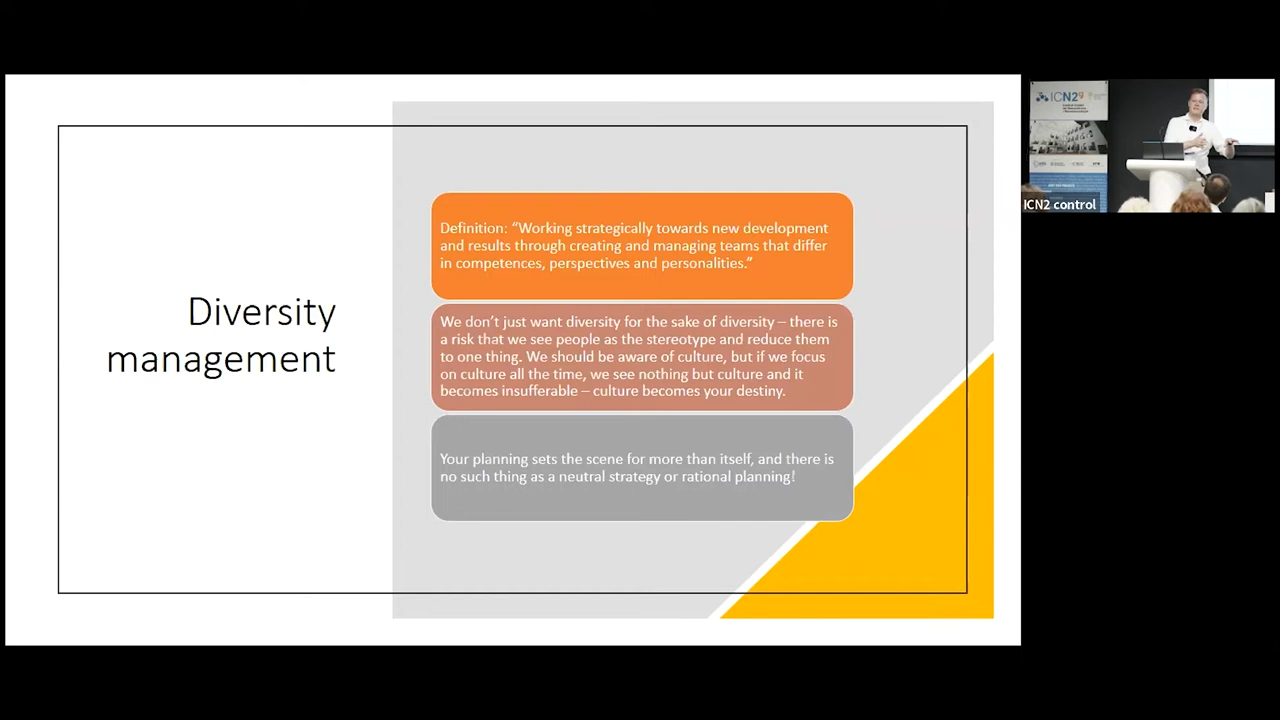 Diversity
management
Definition: “Working strategically towards new development
and results through creating and managing teams that differ
in competences, perspectives and personalities.”
We don’t just want diversity for the sake of diversity – there is
a risk that we see people as the stereotype and reduce them
to one thing. We should be aware of culture, but if we focus
on culture all the time, we see nothing but culture and it
becomes insufferable – culture becomes your destiny.
Your planning sets the scene for more than itself, and there is
no such thing as a neutral strategy or rational planning!
ICN2
ICN2 control